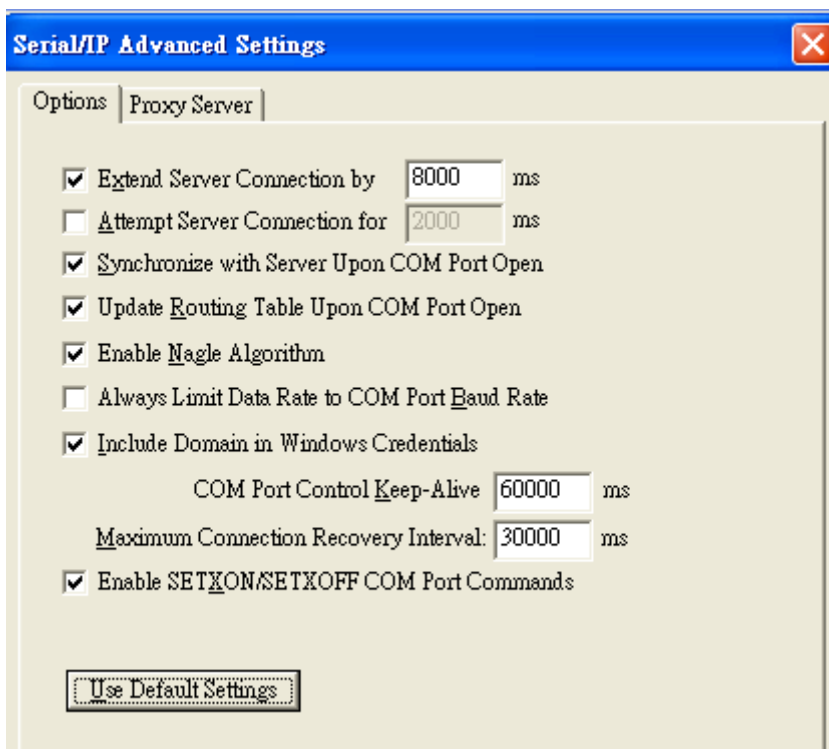 Serial/IP Advanced Settings
Options Proxy Server
Extend Server Connection by 8000 ms
Attempt Server Connection for 2000 ms
Synchronize with Server Upon COM Port Open
Update Routing Table Upon COM Port Open
Enable Nagle Algorithm
Always Limit Data Rate to COM Port Baud Rate
Include Domain in Windows Credentials
COM Port Control Keep-Alive 60000 ms
Maximum Connection Recovery Interval: 30000 ms
Enable SETXON/SETXOFF COM Port Commands
Use Default Settings